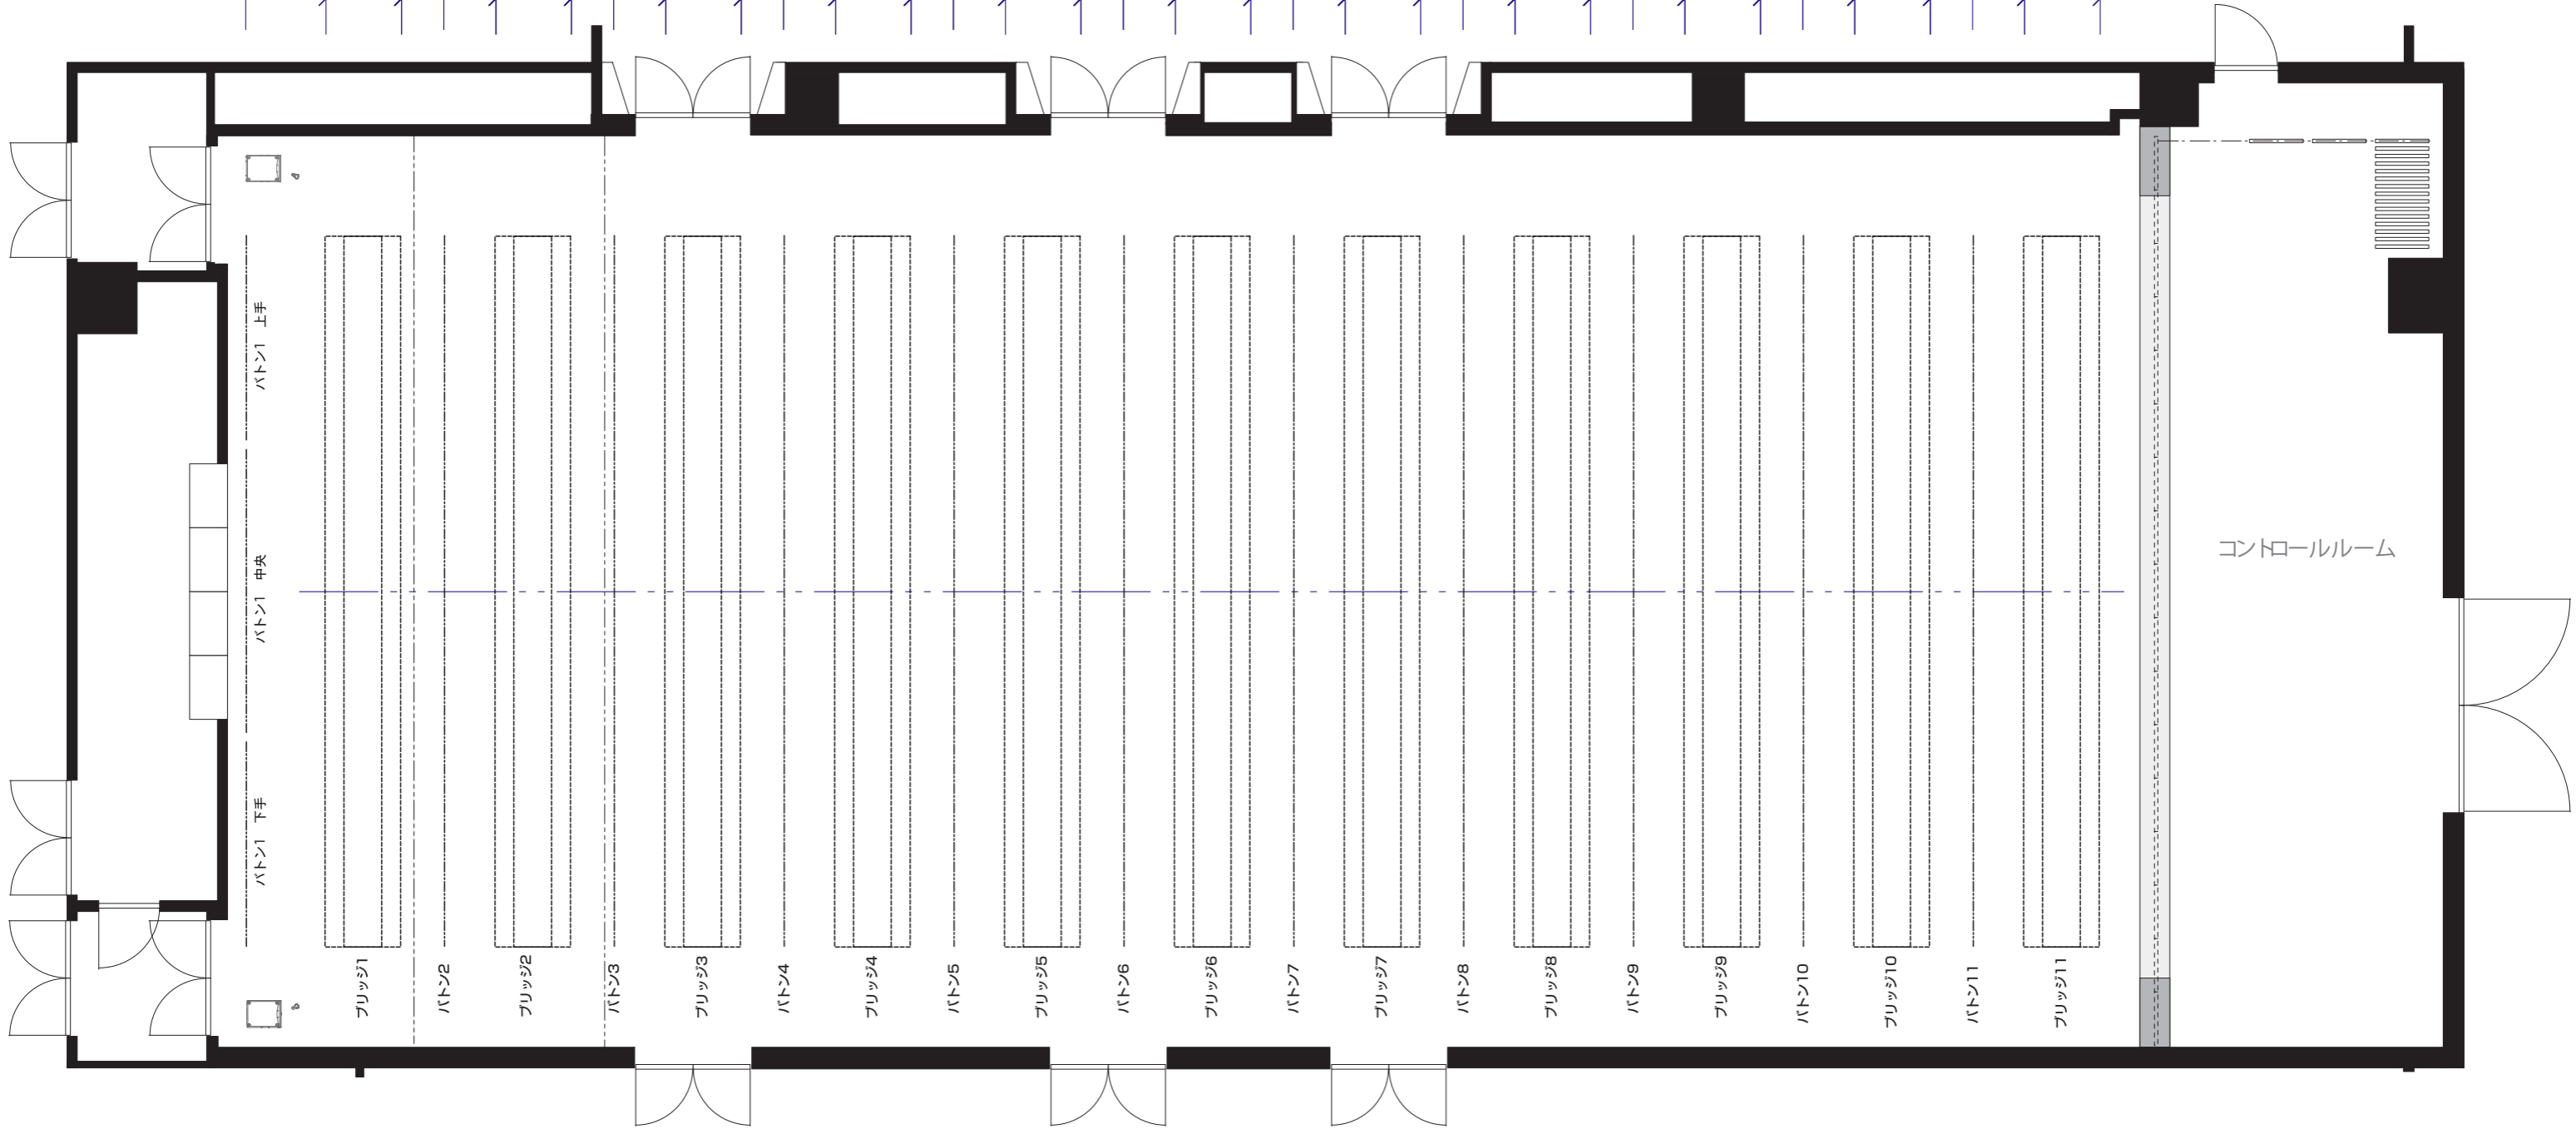 バトン1　上手
バトン1　中央
バトン1　下手
コントロールルーム
ブリッジ1
バトン2
ブリッジ2
バトン3
ブリッジ3
バトン4
ブリッジ4
バトン5
ブリッジ5
バトン6
ブリッジ6
バトン7
ブリッジ7
バトン8
ブリッジ8
バトン9
ブリッジ9
バトン10
ブリッジ10
バトン11
ブリッジ11